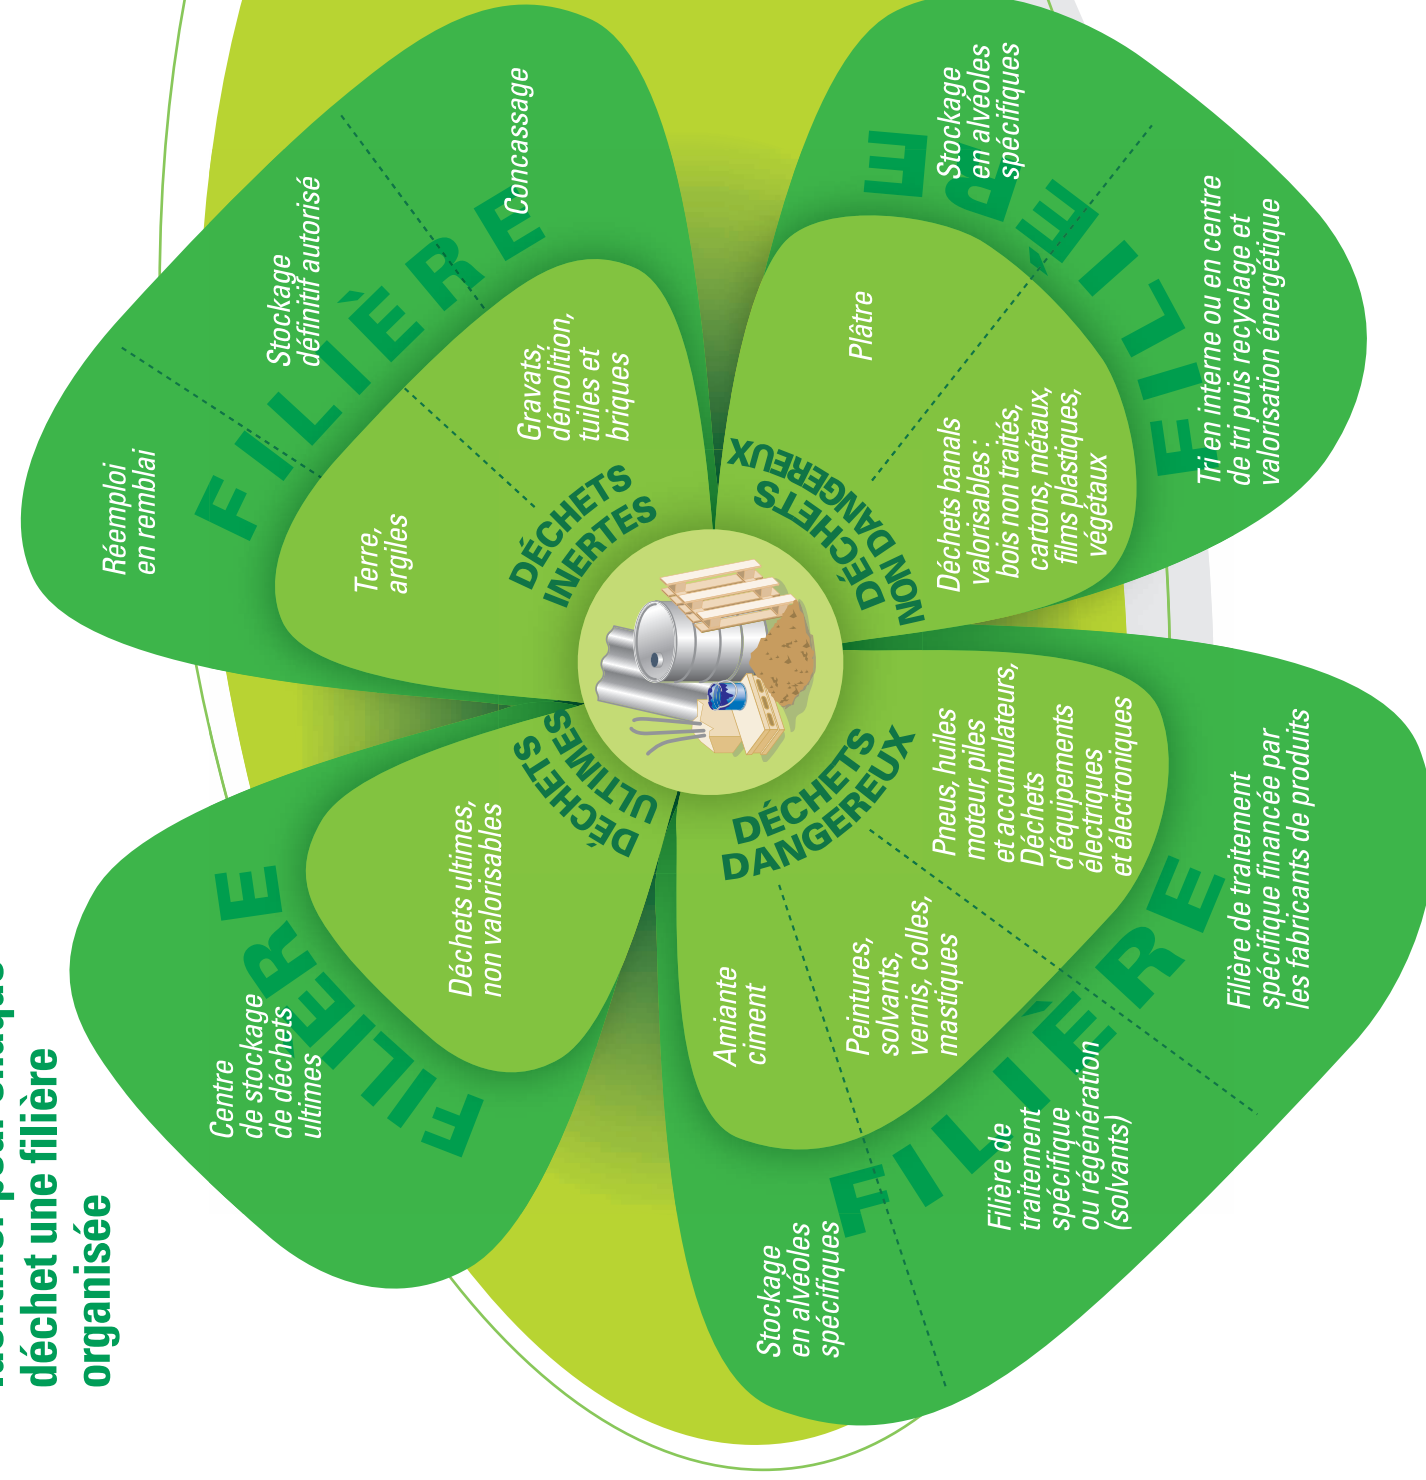 pour chaque
déchet une filière
organisée
FILIÈRE
Centre
de stockage
de déchets
ultimes
Déchets ultimes,
non valorisables
DÉCHETS
ULTIMES
FILIÈRE
Réemploi
en remblai
Stockage
définitif autorisé
Concassage
Terre,
argiles
Gravats,
démolition,
tuiles et
briques
DÉCHETS
INERTES
DÉCHETS
DANGEREUX
Amiante
ciment
Peintures,
solvants,
vernis, colles,
mastiques
Pneus, huiles
moteur, piles
et accumulateurs,
Déchets
d'équipements
électriques
et électroniques
FILIÈRE
Stockage
en alvéoles
spécifiques
Filière de
traitement
spécifique
ou régénération
(solvants)
Filière de traitement
spécifique financée par
les fabricants de produits
DÉCHETS
NON DANGEREUX
Plâtre
Déchets banals
valorisables :
bois non traités,
cartons, métaux,
films plastiques,
végétaux
FILIÈRE
Stockage
en alvéoles
spécifiques
Tri en interne ou en centre
de tri puis recyclage et
valorisation énergétique